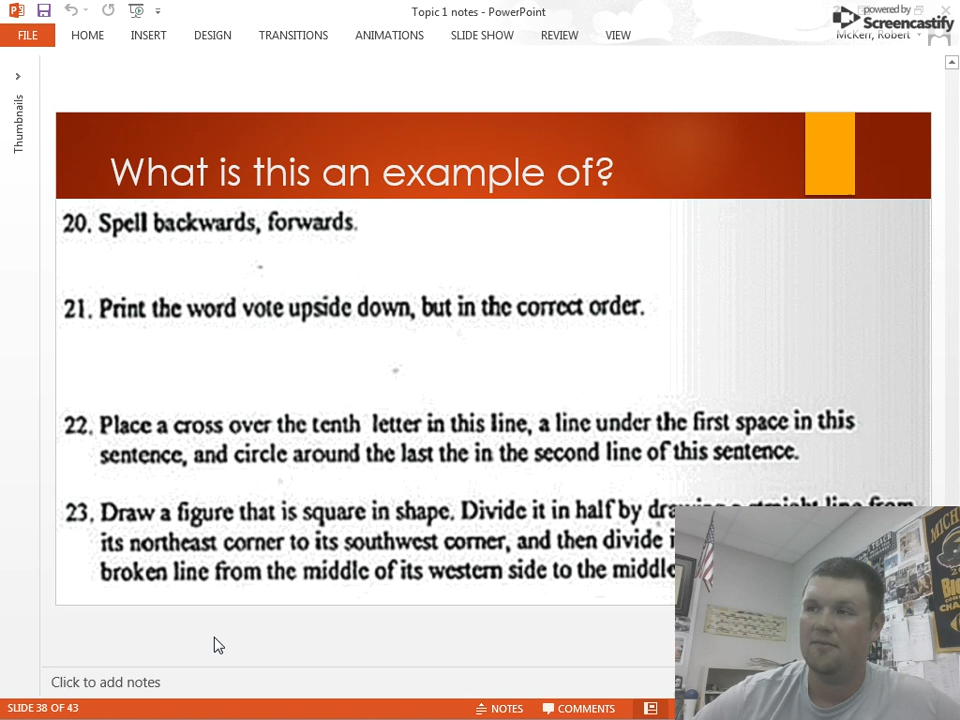 Topic 1 notes - PowerPoint
powered by
Screencastify
FILE HOME INSERT DESIGN TRANSITIONS ANIMATIONS SLIDE SHOW REVIEW VIEW
McKerr, Robert
Thumbnails
What is this an example of?
20. Spell backwards, forwards.
21. Print the word vote upside down, but in the correct order.
22. Place a cross over the tenth letter in this line, a line under the first space in this
sentence, and circle around the last the in the second line of this sentence.
23. Draw a figure that is square in shape. Divide it in half by drawing a straight line from
its northeast corner to its southwest corner, and then divide
broken line from the middle of its western side to the middle
MICH
Click to add notes
SLIDE 38 OF 43
NOTES COMMENTS